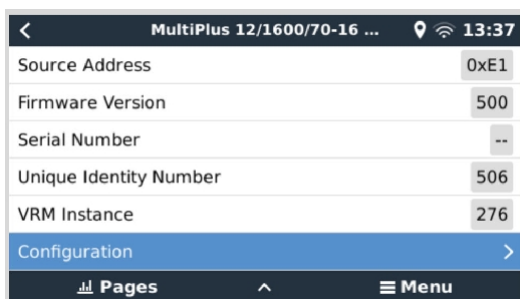 MultiPlus 12/1600/70-16 ... 13:37
Source Address 0xE1
Firmware Version 500
Serial Number --
Unique Identity Number 506
VRM Instance 276
Configuration
Pages Menu